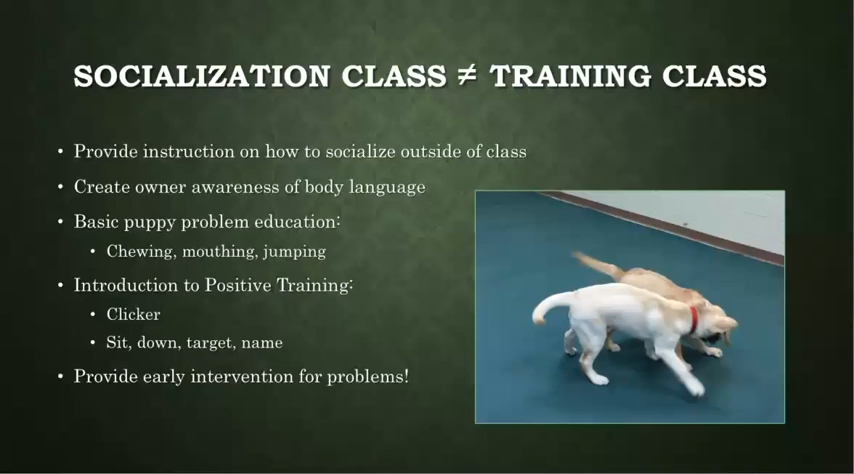 SOCIALIZATION CLASS ≠ TRAINING CLASS
• Provide instruction on how to socialize outside of class
• Create owner awareness of body language
• Basic puppy problem education:
• Chewing, mouthing, jumping
• Introduction to Positive Training:
• Clicker
• Sit, down, target, name
• Provide early intervention for problems!